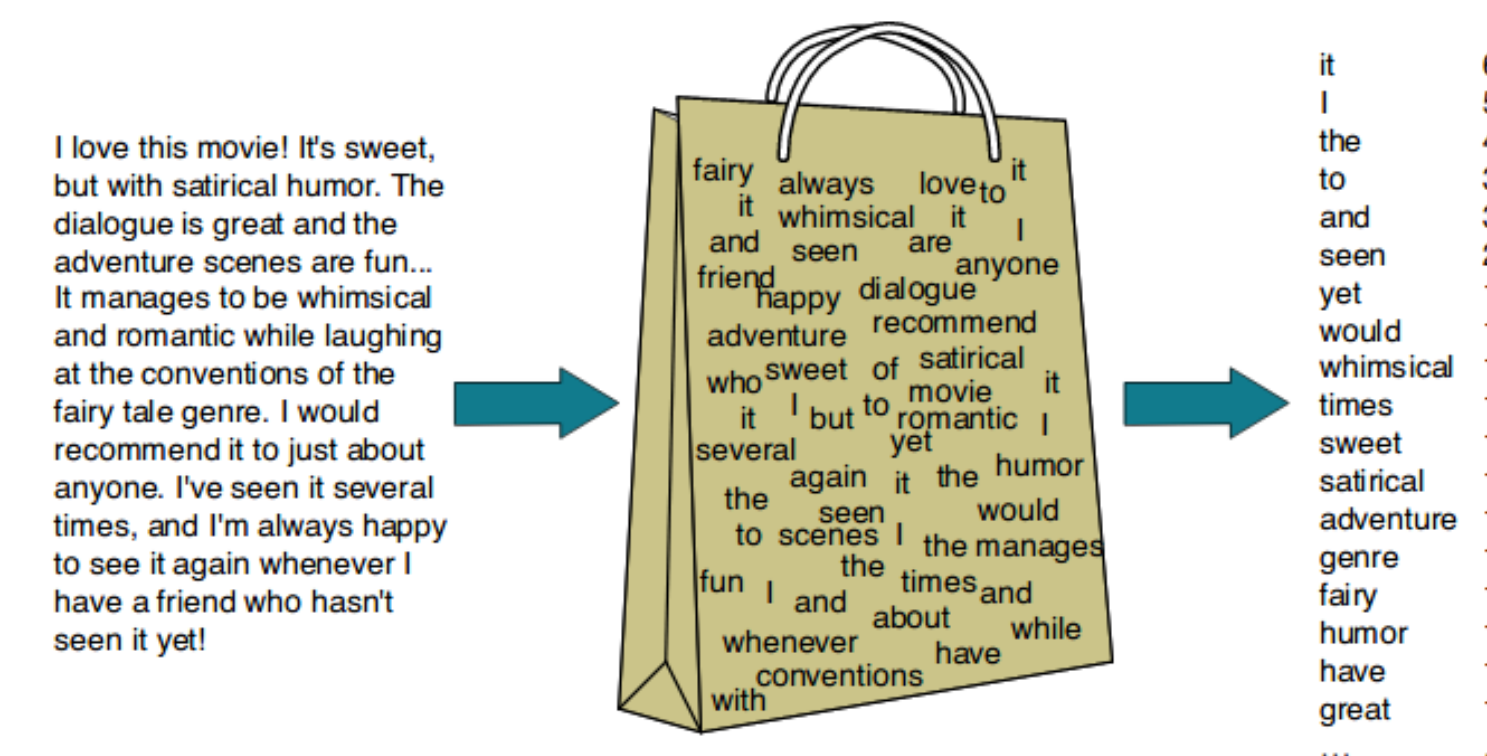 I love this movie! It's sweet,
but with satirical humor. The
dialogue is great and the
adventure scenes are fun...
It manages to be whimsical
and romantic while laughing
at the conventions of the
fairy tale genre. I would
recommend it to just about
anyone. I've seen it several
times, and I'm always happy
to see it again whenever I
have a friend who hasn't
seen it yet!
fairy always love to it
it whimsical it I
and seen are anyone
friend happy dialogue
adventure recommend
who sweet of satirical
it I but to movie it
romantic I
several yet
again it the humor
the seen would
to scenes I the manages
fun I the times and
and about
whenever have while
conventions
with
it
I
the
to
and
seen
yet
would
whimsical
times
sweet
satirical
adventure
genre
fairy
humor
have
great